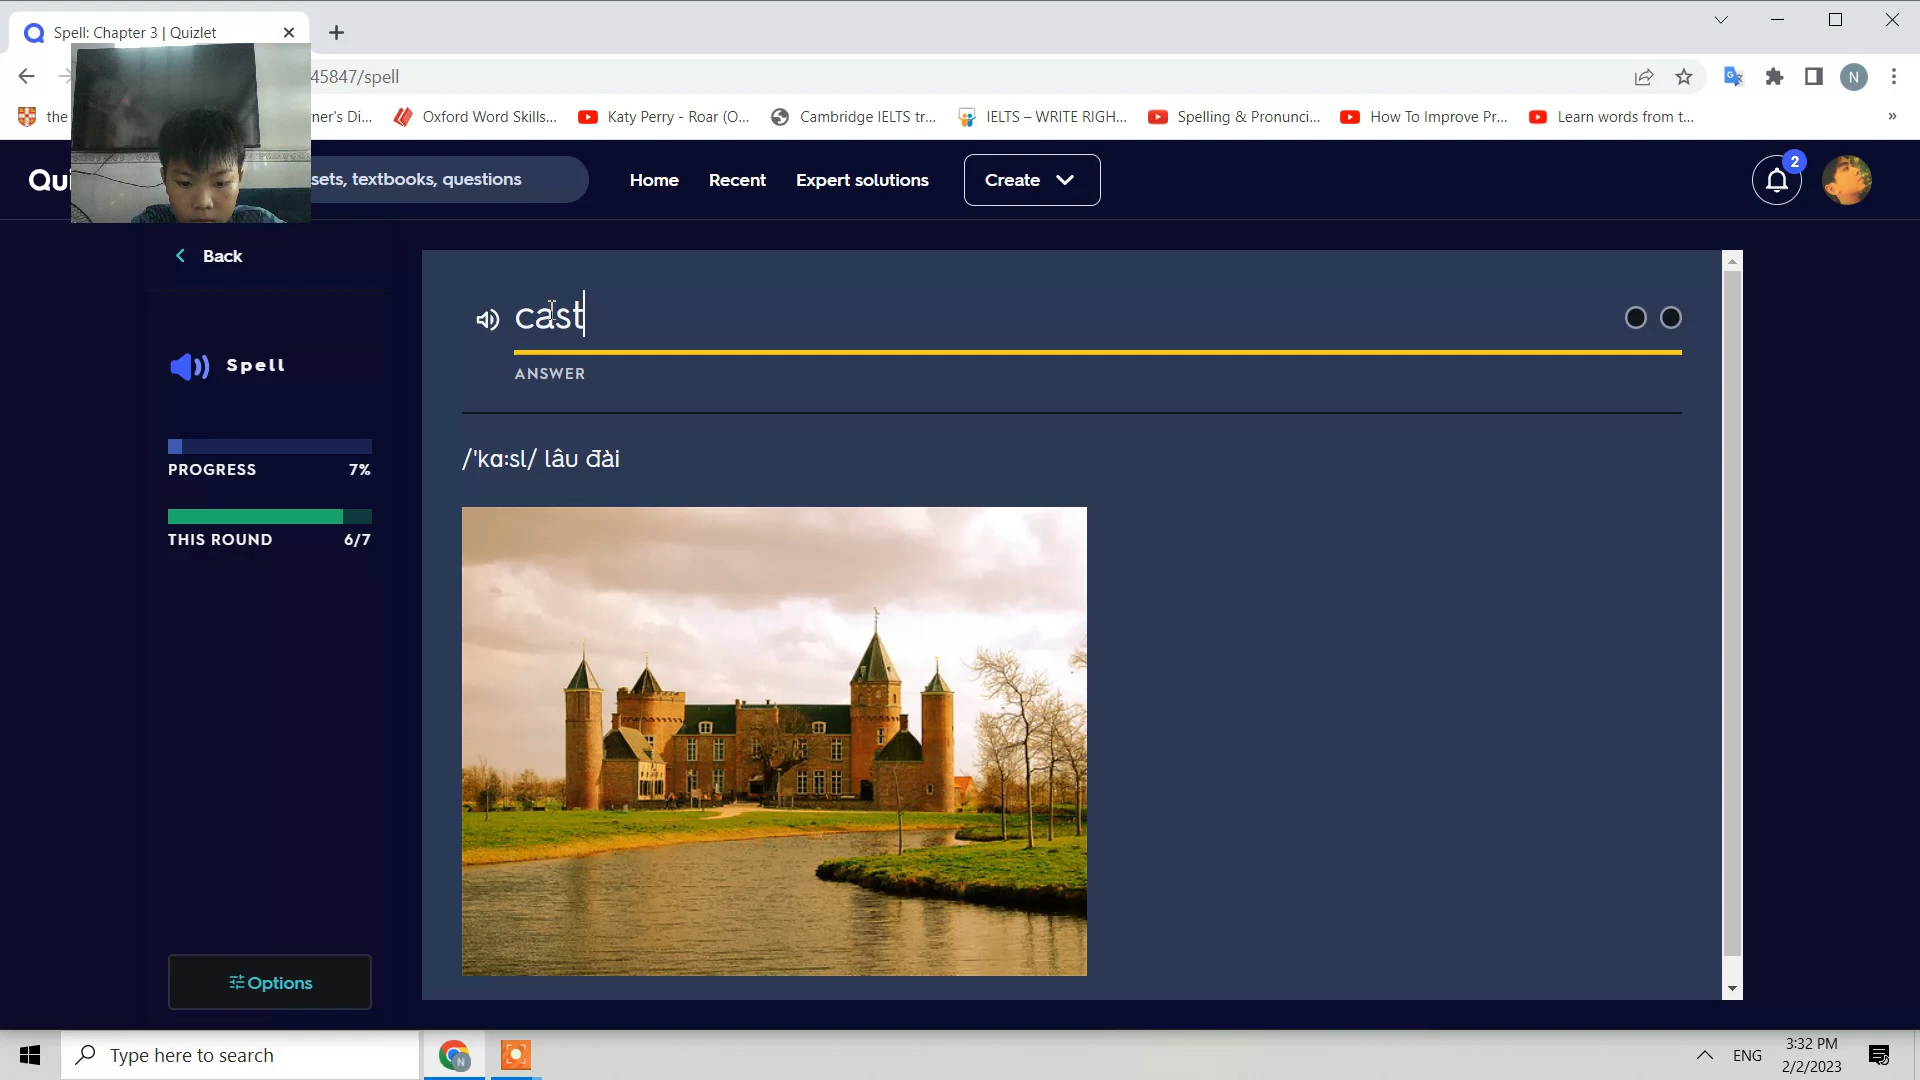 Spell: Chapter 3 | Quizlet
45847/spell
N
the
ner's Di...
Oxford Word Skills...
Katy Perry - Roar (O...
Cambridge IELTS tr...
IELTS – WRITE RIGH...
Spelling & Pronunci...
How To Improve Pr...
Learn words from t...
»
Qui
sets, textbooks, questions
Home
Recent
Expert solutions
Create
2
Back
cast
ANSWER
Spell
/'kɑ:sl/ lâu đài
PROGRESS 7%
THIS ROUND 6/7
Options
Type here to search
N
ENG
3:32 PM
2/2/2023